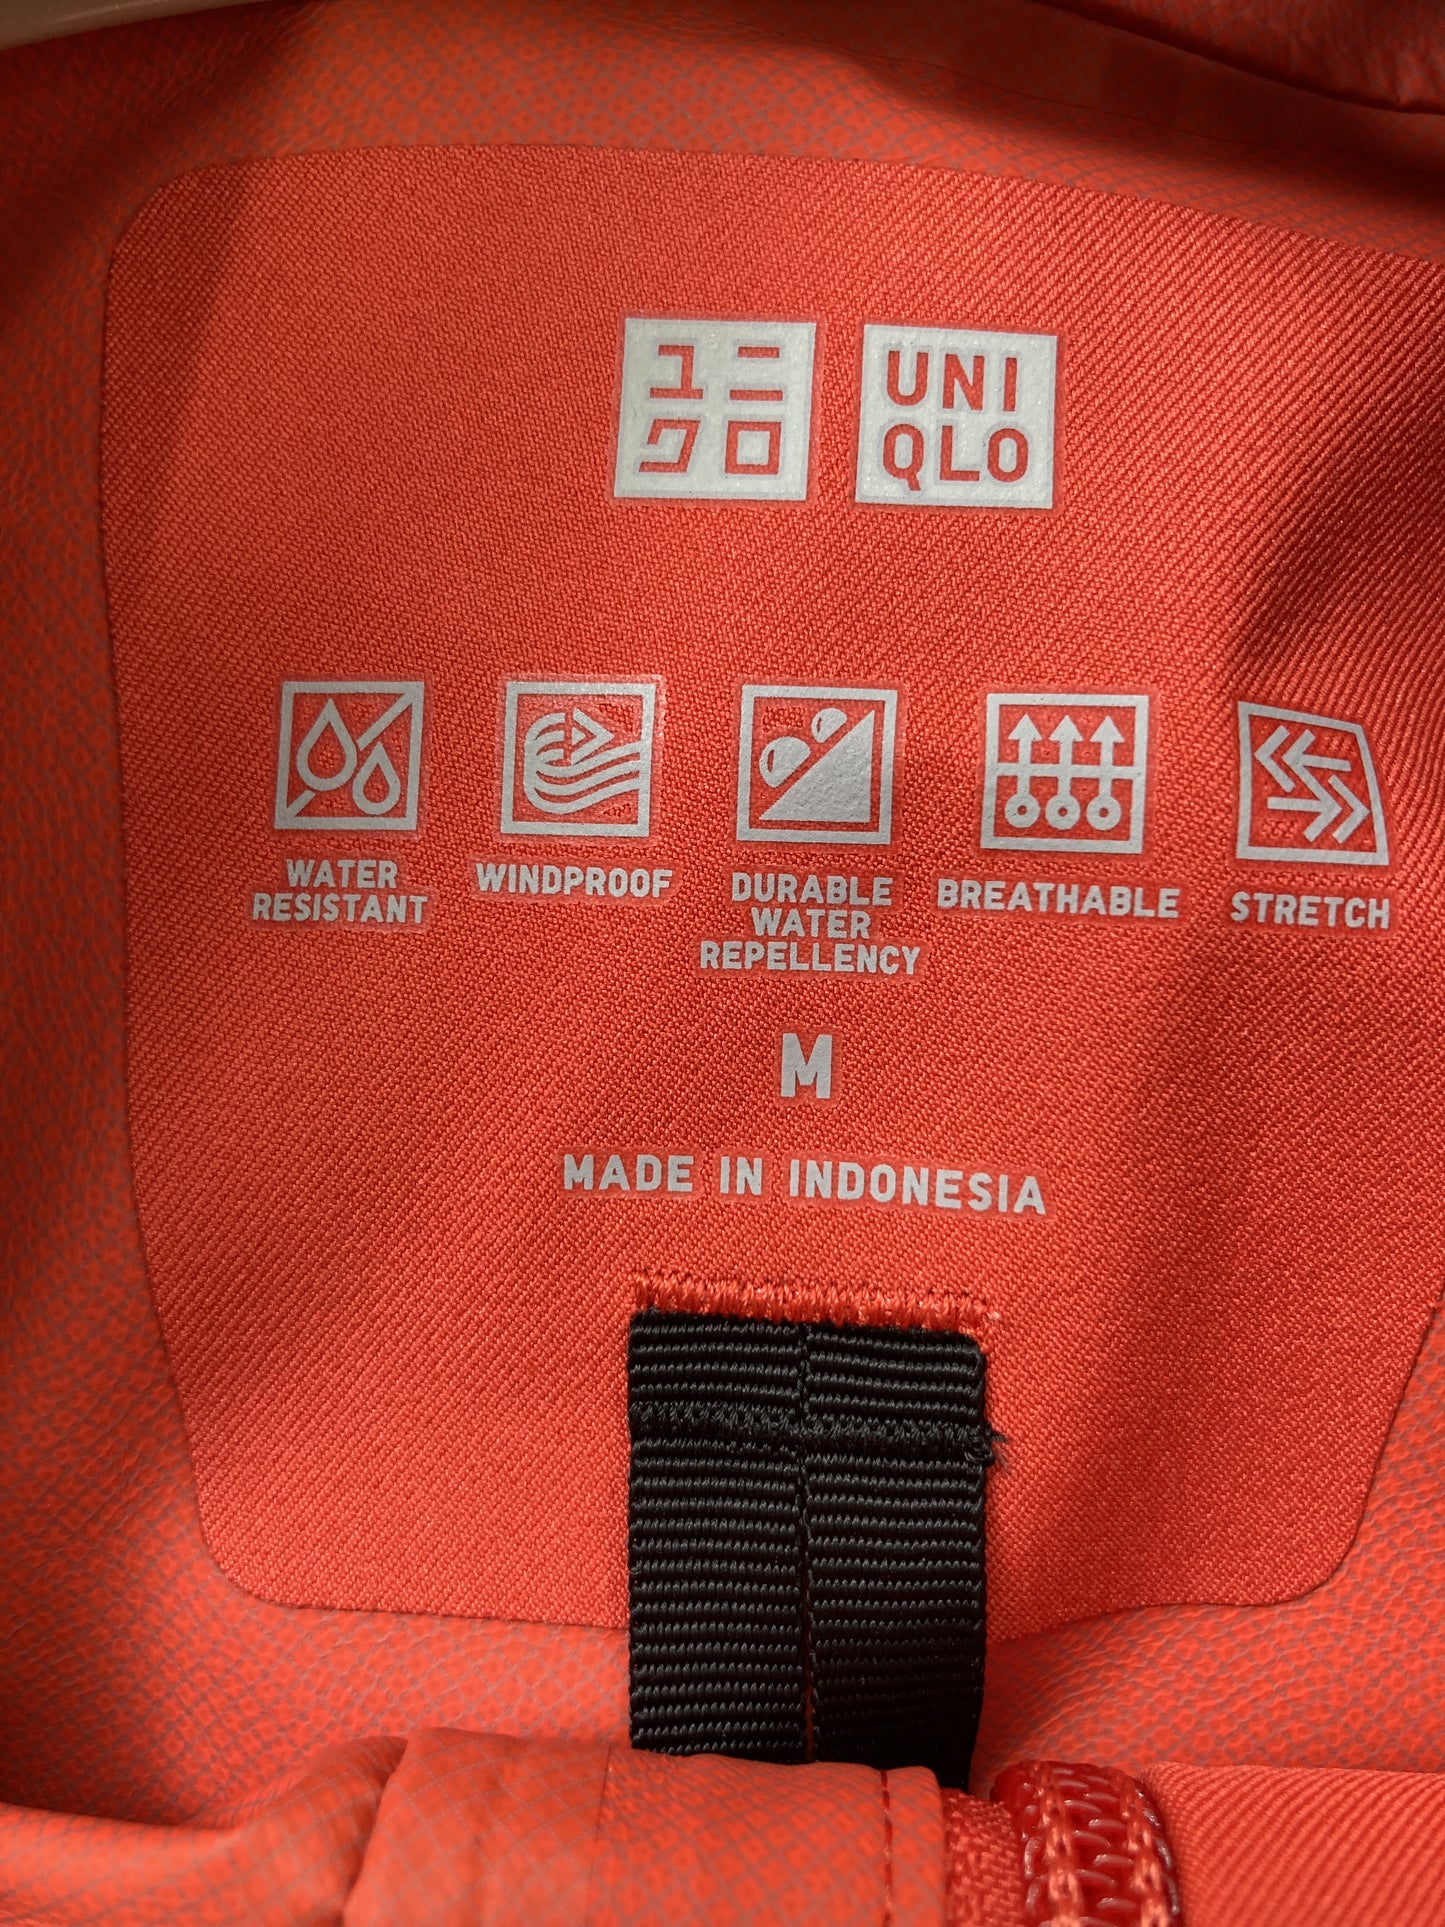 ユニ
クロ
UNI
QLO
WATER
RESISTANT
WINDPROOF
DURABLE
WATER
REPELLENCY
BREATHABLE
STRETCH
M
MADE IN INDONESIA